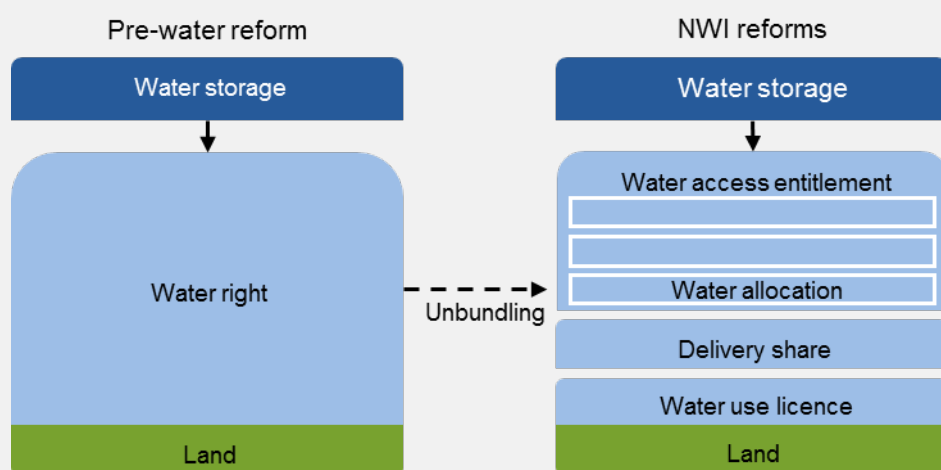 Pre-water reform
Water storage
Water right
Land
Unbundling
NWI reforms
Water storage
Water access entitlement
Water allocation
Delivery share
Water use licence
Land